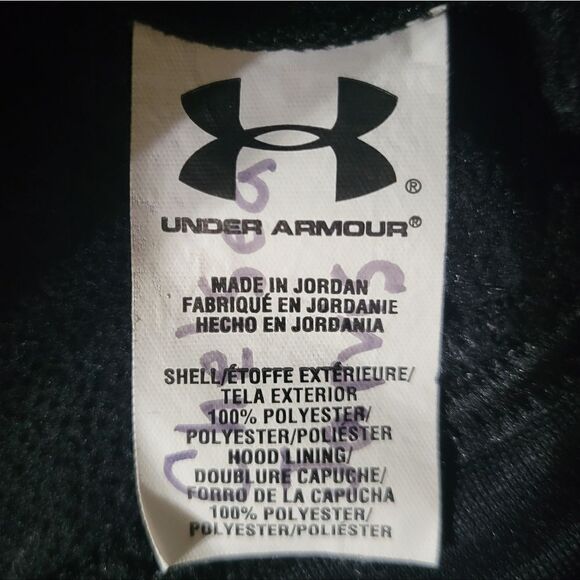 ®
UNDER ARMOUR®
MADE IN JORDAN
FABRIQUÉ EN JORDANIE
HECHO EN JORDANIA
SHELL/ÉTOFFE EXTÉRIEURE/
TELA EXTERIOR
100% POLYESTER/
POLYESTER/POLIÉSTER
HOOD LINING/
DOUBLURE CAPUCHE/
FORRO DE LA CAPUCHA
100% POLYESTER/
POLYESTER/POLIÉSTER
Chelsea